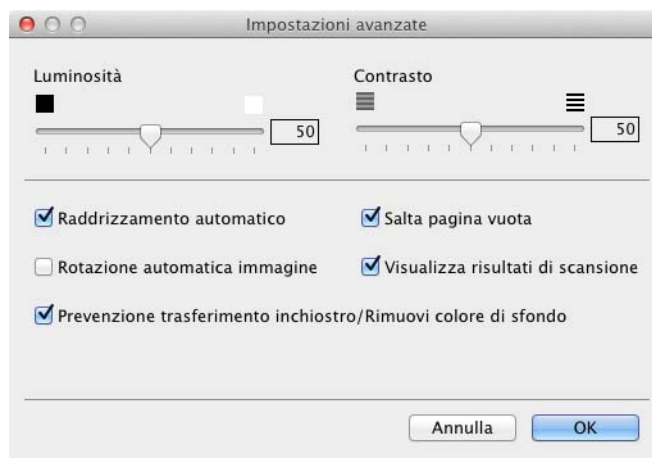 Impostazioni avanzate
Luminosità
Contrasto
50
50
Raddrizzamento automatico
Salta pagina vuota
Rotazione automatica immagine
Visualizza risultati di scansione
Prevenzione trasferimento inchiostro/Rimuovi colore di sfondo
Annulla
OK